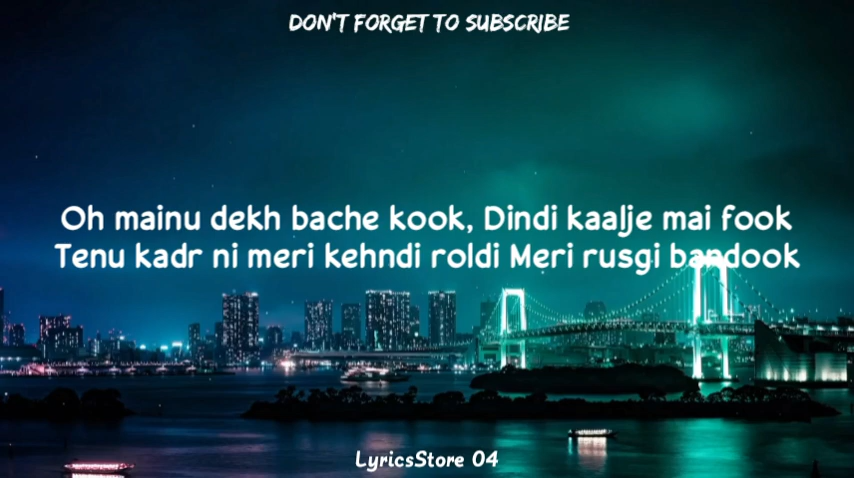 DON'T FORGET TO SUBSCRIBE
Oh mainu dekh bache kook, Dindi kaalje mai fook
Tenu kadr ni meri kehndi roldi Meri rusgi bandook
LyricsStore 04